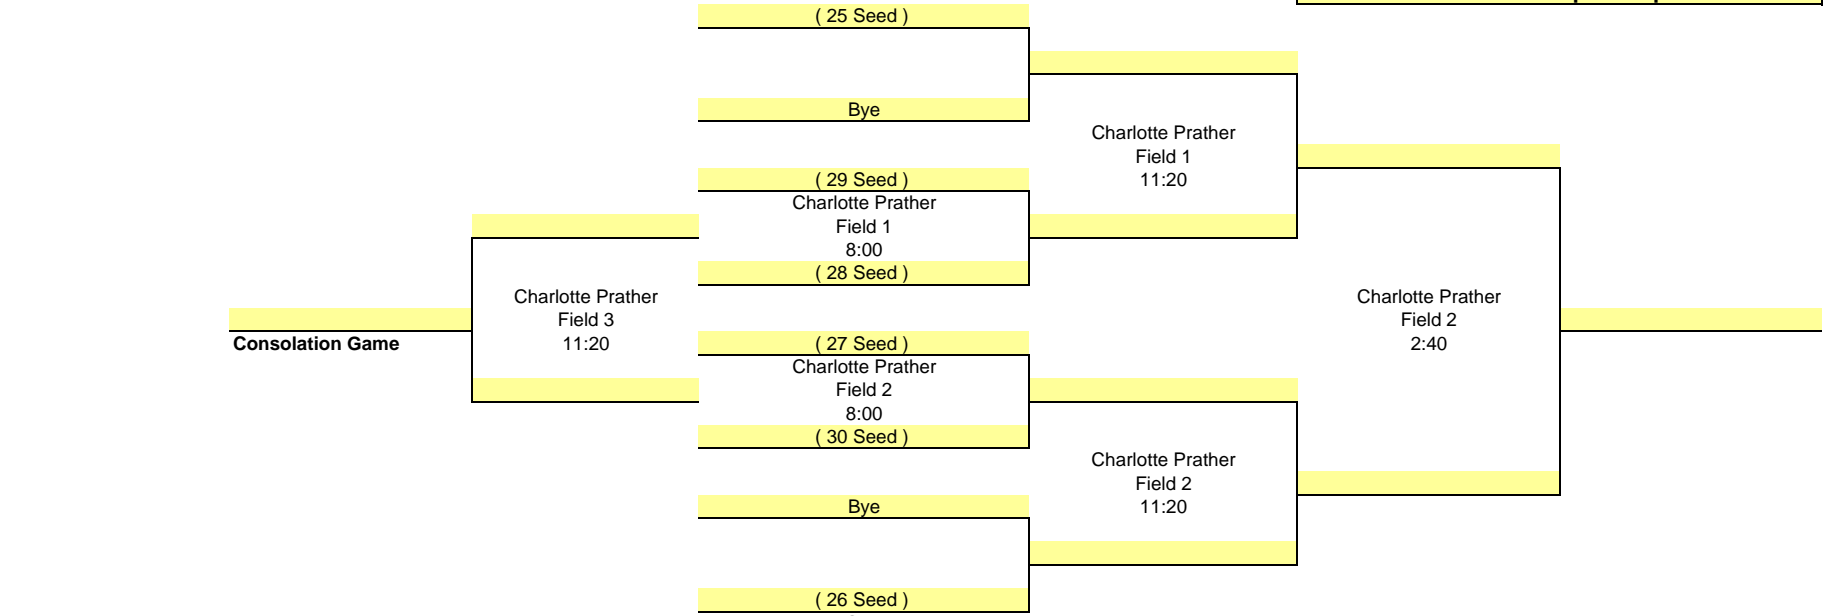 ( 25 Seed )
Bye
Charlotte Prather
Field 1
11:20
( 29 Seed )
Charlotte Prather
Field 1
8:00
( 28 Seed )
Charlotte Prather
Field 3
11:20
Consolation Game
Charlotte Prather
Field 2
2:40
( 27 Seed )
Charlotte Prather
Field 2
8:00
( 30 Seed )
Charlotte Prather
Field 2
11:20
Bye
( 26 Seed )